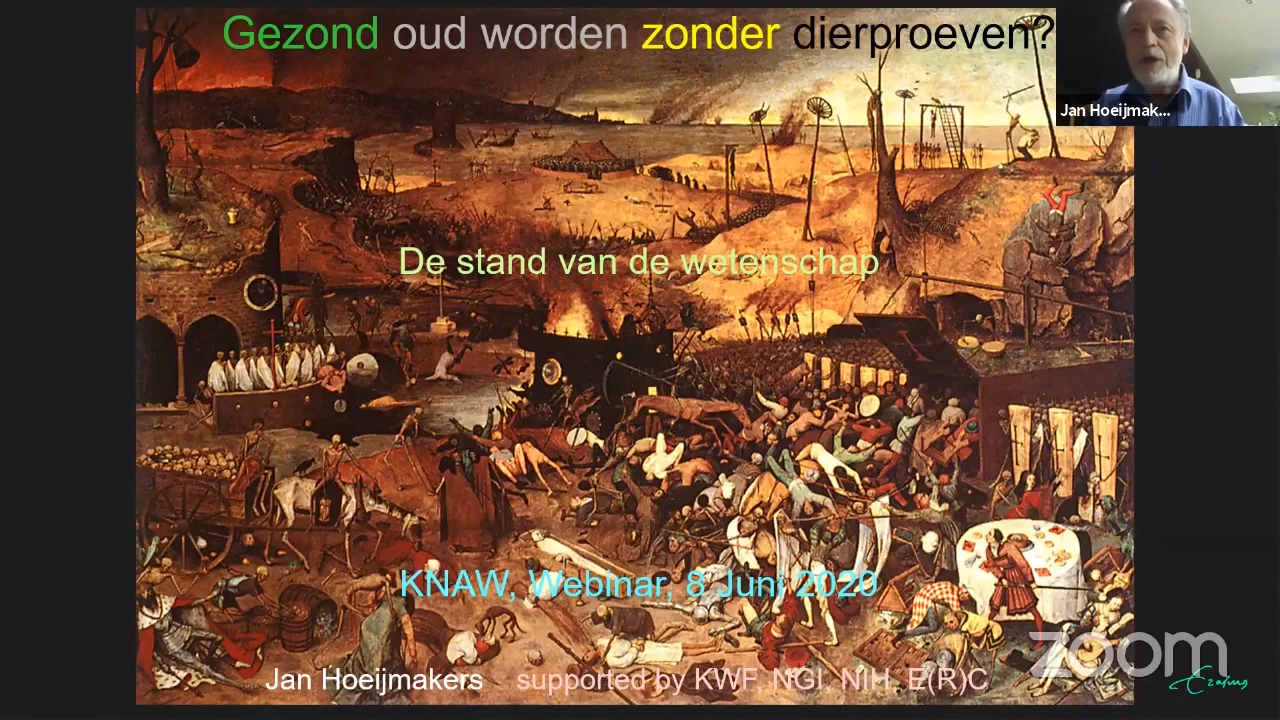 Gezond oud worden zonder dierproeven?
Jan Hoeijmak...
De stand van de wetenschap
KNAW, Webinar, 8 Juni 2020
Jan Hoeijmakers supported by KWF, NGI, NIH, E(R)C
zoom
Erasmus